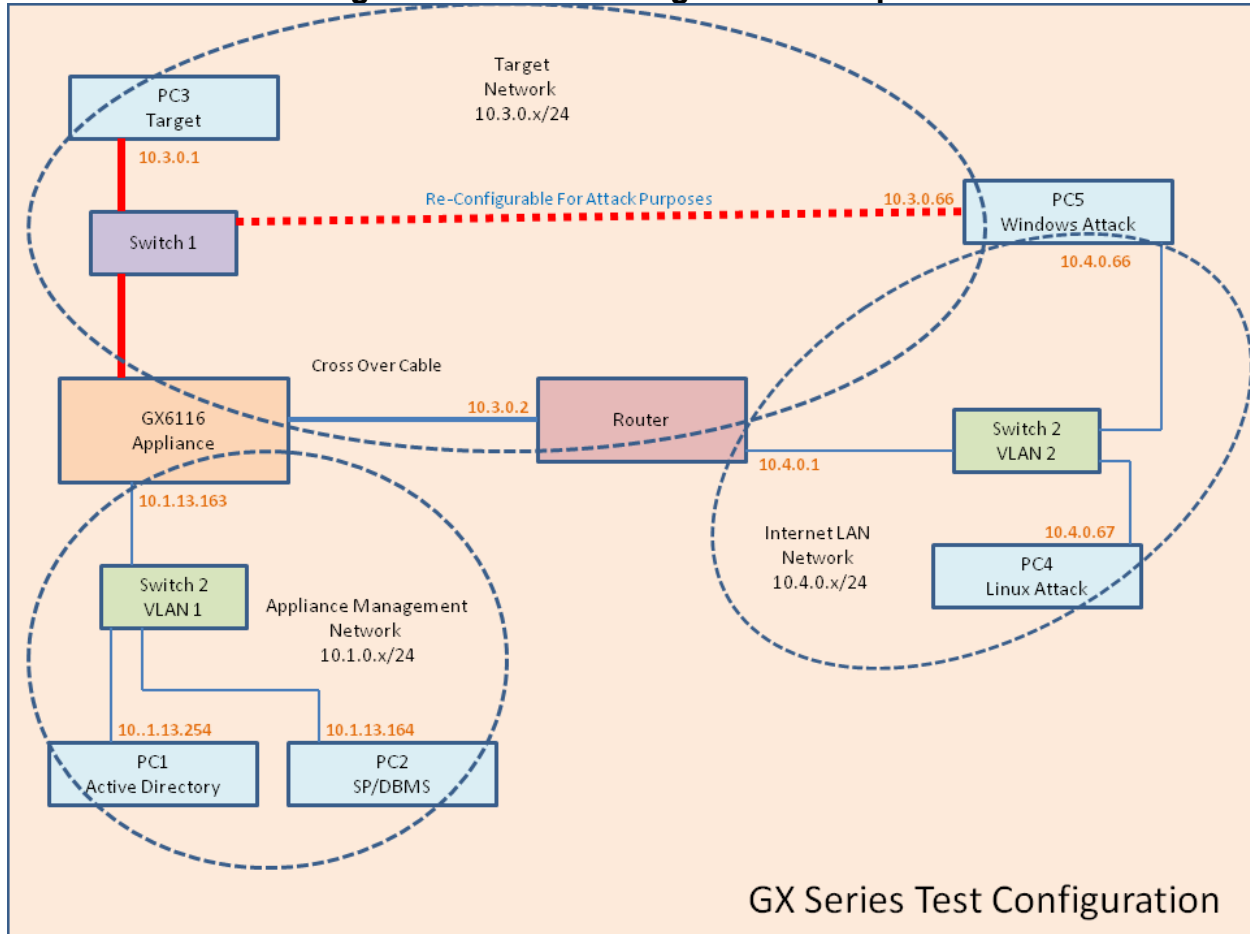 Target
Network
10.3.0.x/24
PC3
Target
10.3.0.1
Re-Configurable For Attack Purposes
10.3.0.66
PC5
Windows Attack
Switch 1
10.4.0.66
Cross Over Cable
GX6116
Appliance
10.3.0.2
Router
Switch 2
VLAN 2
10.4.0.1
10.1.13.163
Internet LAN
Network
10.4.0.x/24
10.4.0.67
PC4
Linux Attack
Switch 2
VLAN 1
Appliance Management
Network
10.1.0.x/24
10..1.13.254
10.1.13.164
PC1
Active Directory
PC2
SP/DBMS
GX Series Test Configuration